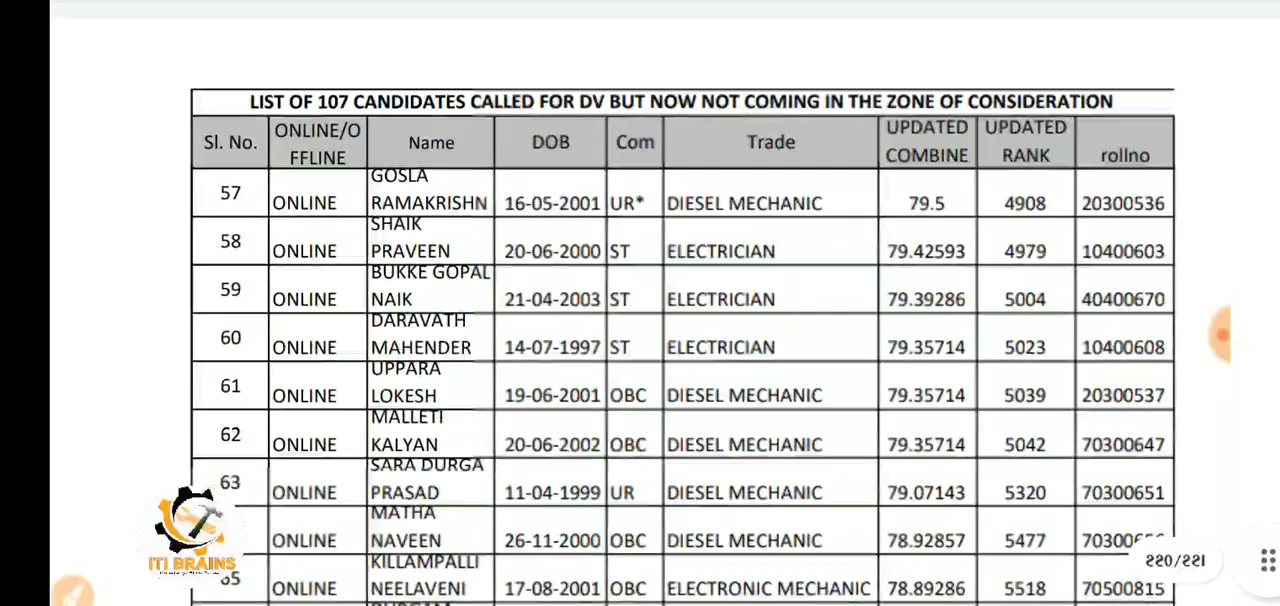 LIST OF 107 CANDIDATES CALLED FOR DV BUT NOW NOT COMING IN THE ZONE OF CONSIDERATION
Sl. No. ONLINE/O FFLINE Name DOB Com Trade UPDATED COMBINE UPDATED RANK rollno
57 ONLINE GOSLA RAMAKRISHN 16-05-2001 UR* DIESEL MECHANIC 79.5 4908 20300536
58 ONLINE SHAIK PRAVEEN 20-06-2000 ST ELECTRICIAN 79.42593 4979 10400603
59 ONLINE BUKKE GOPAL NAIK 21-04-2003 ST ELECTRICIAN 79.39286 5004 40400670
60 ONLINE DARAVATH MAHENDER 14-07-1997 ST ELECTRICIAN 79.35714 5023 10400608
61 ONLINE UPPARA LOKESH 19-06-2001 OBC DIESEL MECHANIC 79.35714 5039 20300537
62 ONLINE MALLETI KALYAN 20-06-2002 OBC DIESEL MECHANIC 79.35714 5042 70300647
63 ONLINE SARA DURGA PRASAD 11-04-1999 UR DIESEL MECHANIC 79.07143 5320 70300651
ONLINE MATHA NAVEEN 26-11-2000 OBC DIESEL MECHANIC 78.92857 5477
ONLINE KILLAMPALLI NEELAVENI 17-08-2001 OBC ELECTRONIC MECHANIC 78.89286 5518 70500815
ITI BRAINS
220/221